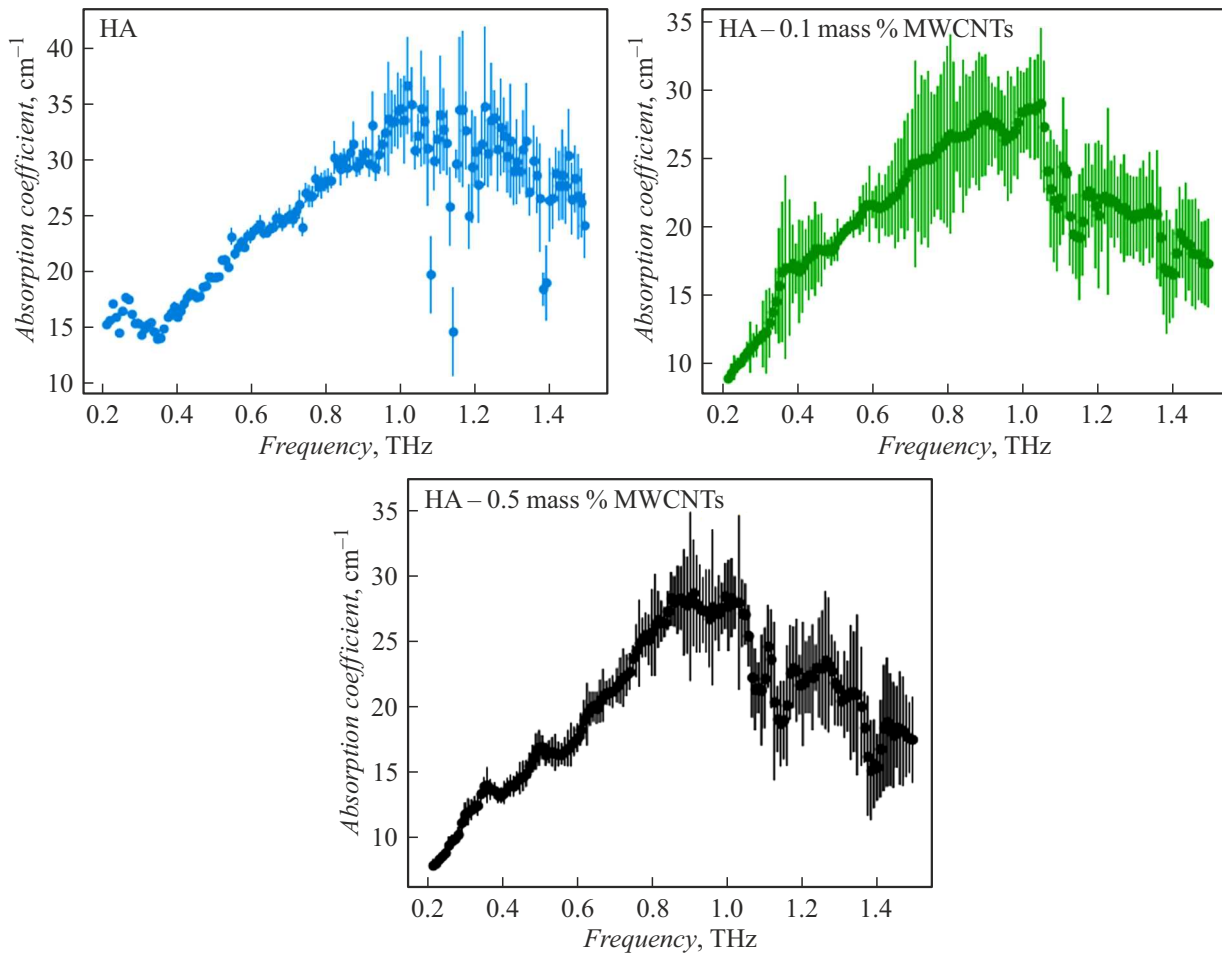 HA
40
35
30
25
20
15
10
Absorption coefficient, cm⁻¹
0.2 0.4 0.6 0.8 1.0 1.2 1.4
Frequency, THz
HA – 0.1 mass % MWCNTs
35
30
25
20
15
10
Absorption coefficient, cm⁻¹
0.2 0.4 0.6 0.8 1.0 1.2 1.4
Frequency, THz
HA – 0.5 mass % MWCNTs
35
30
25
20
15
10
Absorption coefficient, cm⁻¹
0.2 0.4 0.6 0.8 1.0 1.2 1.4
Frequency, THz